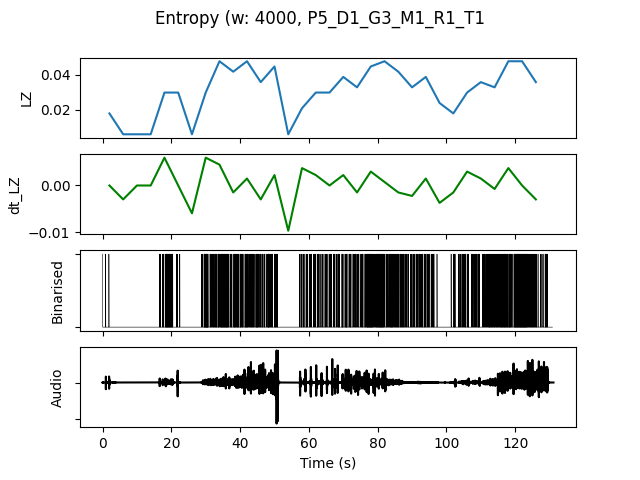 Entropy (w: 4000, P5_D1_G3_M1_R1_T1
LZ
0.04
0.02
dt_LZ
0.00
−0.01
Binarised
Audio
0 20 40 60 80 100 120
Time (s)